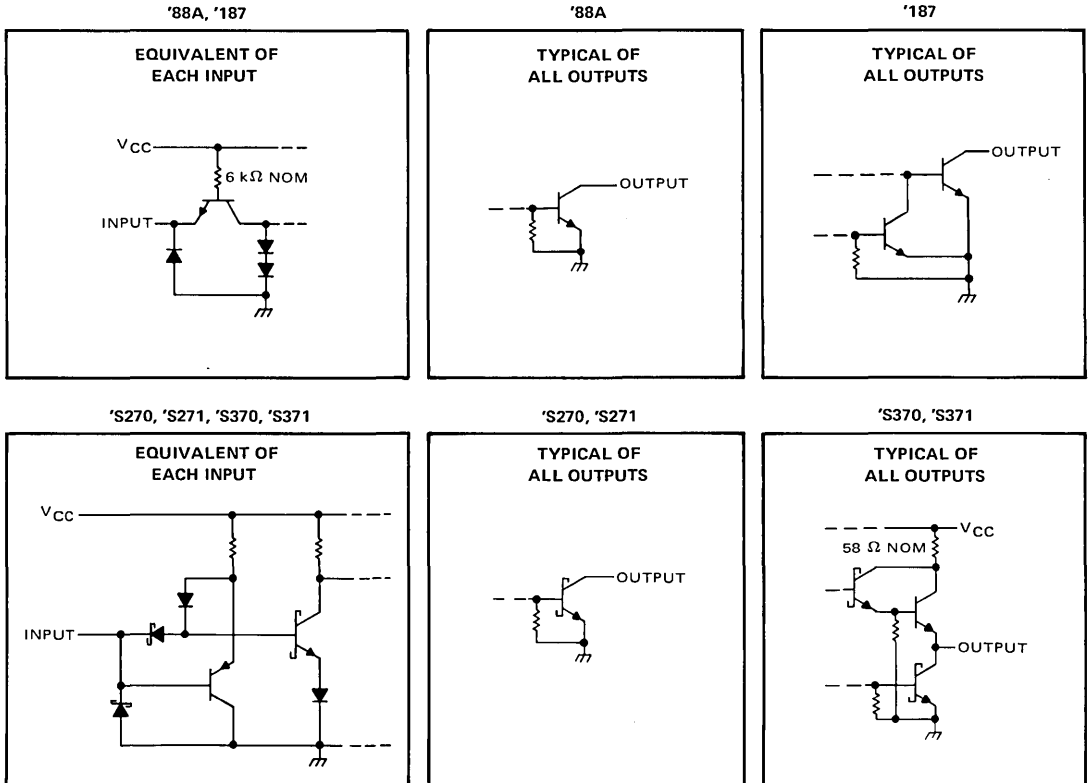 '88A, '187
EQUIVALENT OF
EACH INPUT
VCC
6 kΩ NOM
INPUT
'88A
TYPICAL OF
ALL OUTPUTS
OUTPUT
'187
TYPICAL OF
ALL OUTPUTS
OUTPUT
'S270, 'S271, 'S370, 'S371
EQUIVALENT OF
EACH INPUT
VCC
INPUT
'S270, 'S271
TYPICAL OF
ALL OUTPUTS
OUTPUT
'S370, 'S371
TYPICAL OF
ALL OUTPUTS
VCC
58 Ω NOM
OUTPUT